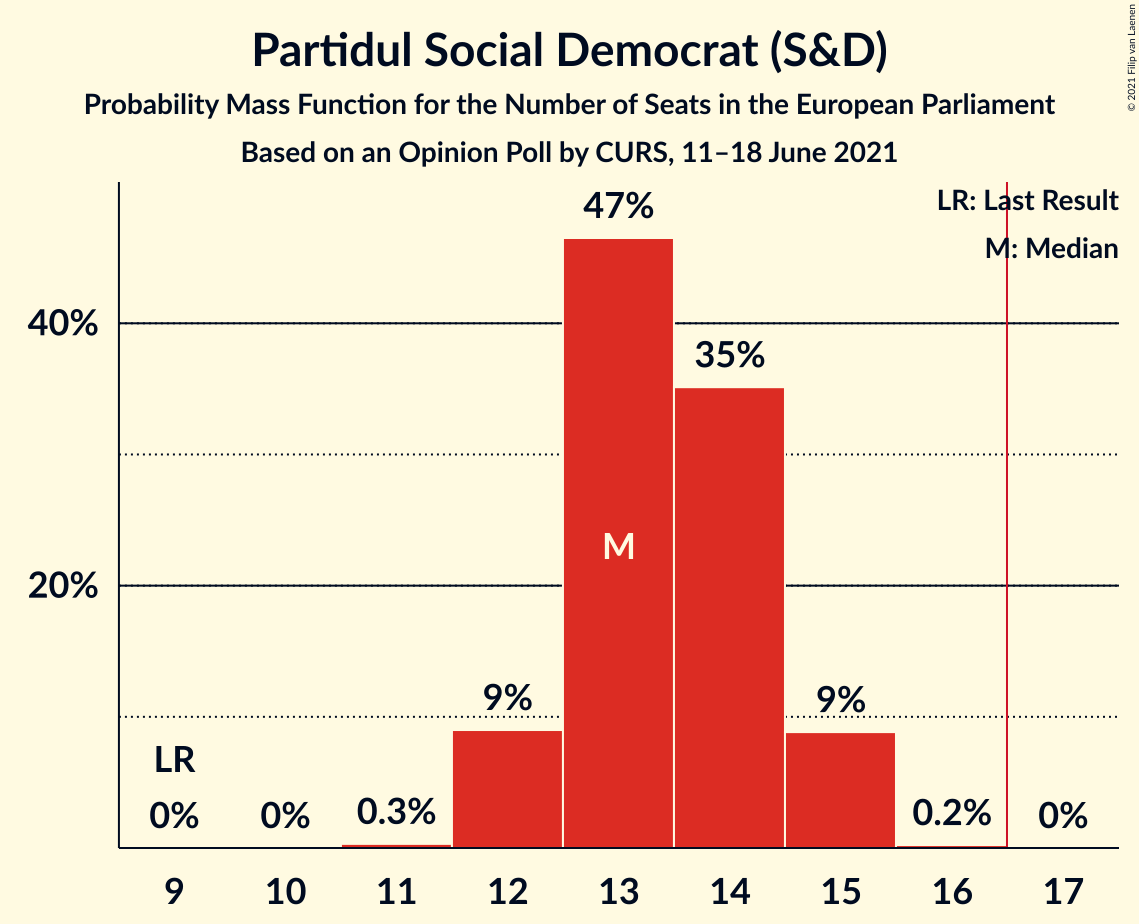 Partidul Social Democrat (S&D)
Probability Mass Function for the Number of Seats in the European Parliament
Based on an Opinion Poll by CURS, 11–18 June 2021
© 2021 Filip van Laenen
LR: Last Result
M: Median
47%
40%
35%
M
20%
9%
9%
LR
0%
0%
0.3%
0.2%
0%
9 10 11 12 13 14 15 16 17